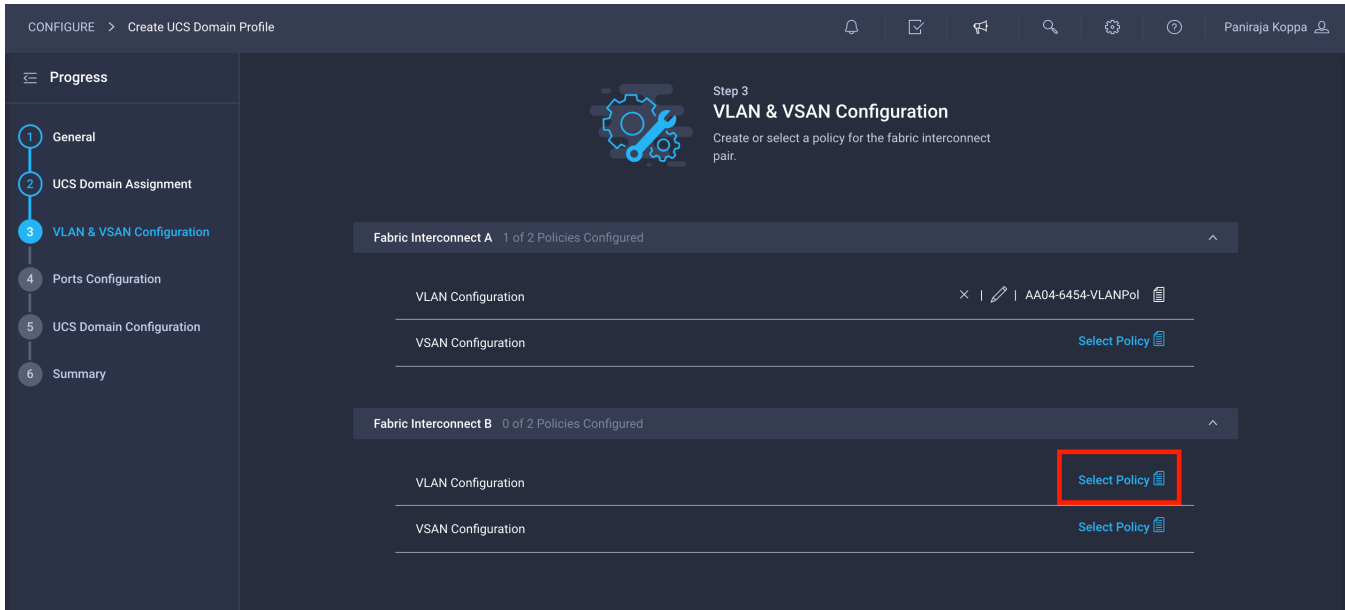 CONFIGURE > Create UCS Domain Profile
Paniraja Koppa
Progress
1 General
2 UCS Domain Assignment
3 VLAN & VSAN Configuration
4 Ports Configuration
5 UCS Domain Configuration
6 Summary
Step 3
VLAN & VSAN Configuration
Create or select a policy for the fabric interconnect
pair.
Fabric Interconnect A 1 of 2 Policies Configured
VLAN Configuration × | | AA04-6454-VLANPol
VSAN Configuration Select Policy
Fabric Interconnect B 0 of 2 Policies Configured
VLAN Configuration Select Policy
VSAN Configuration Select Policy